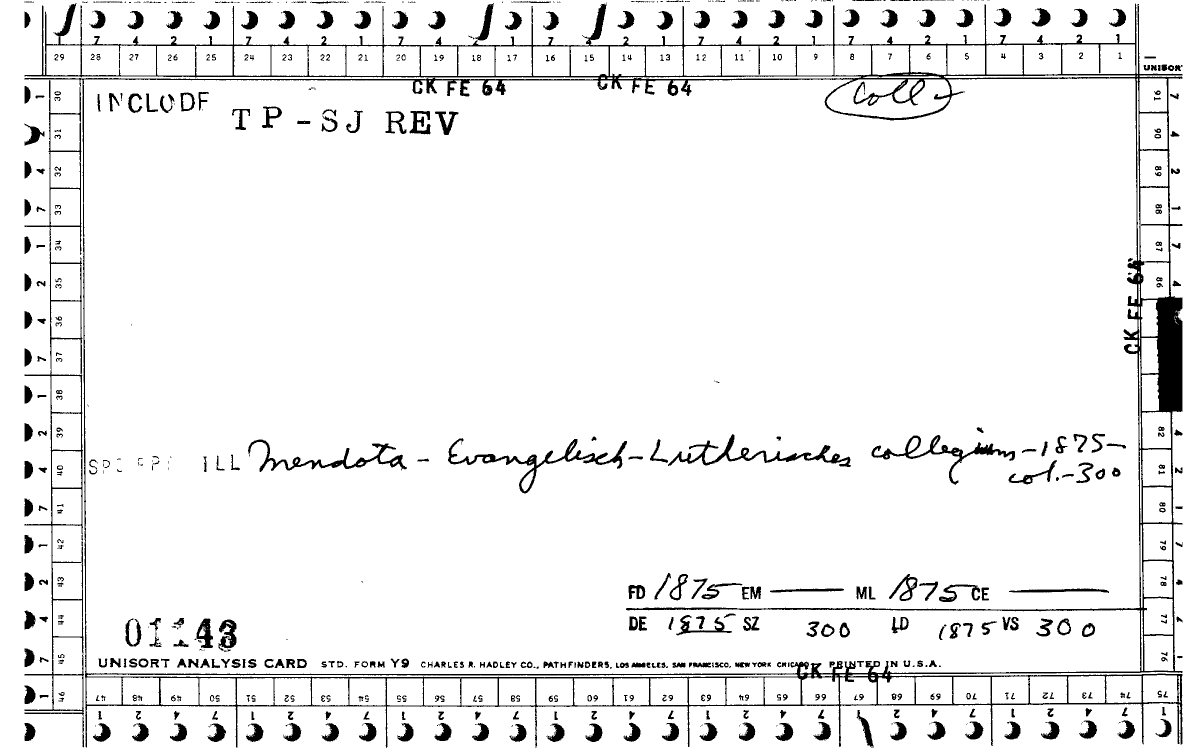 7 4 2 1 7 4 2 1 7 4 2 1 7 4 2 1 7 4 2 1 7 4 2 1 7 4 2 1
29 28 27 26 25 24 23 22 21 20 19 18 17 16 15 14 13 12 11 10 9 8 7 6 5 4 3 2 1
UNISORT
CK FE 64 CK FE 64
Coll
INCLUDE
TP-SJ REV
CK FE 64
ILL Mendota - Evangelisch-Lutherisches collegium-1875-
col.-300
FD 1875 EM ML 1875 CE
DE 1875 SZ 300 LD 1875 VS 300
01143
UNISORT ANALYSIS CARD STD. FORM Y9 CHARLES R. HADLEY CO., PATHFINDERS, LOS ANGELES, SAN FRANCISCO, NEW YORK CHICAGO PRINTED IN U.S.A.
CK FE 64
30 31 32 33 34 35 36 37 38 39 40 41 42 43 44 45 46
47 48 49 50 51 52 53 54 55 56 57 58 59 60 61 62 63 64 65 66 67 68 69 70 71 72 73 74 75
76 77 78 79 80 81 82 86 87 88 89 90 91